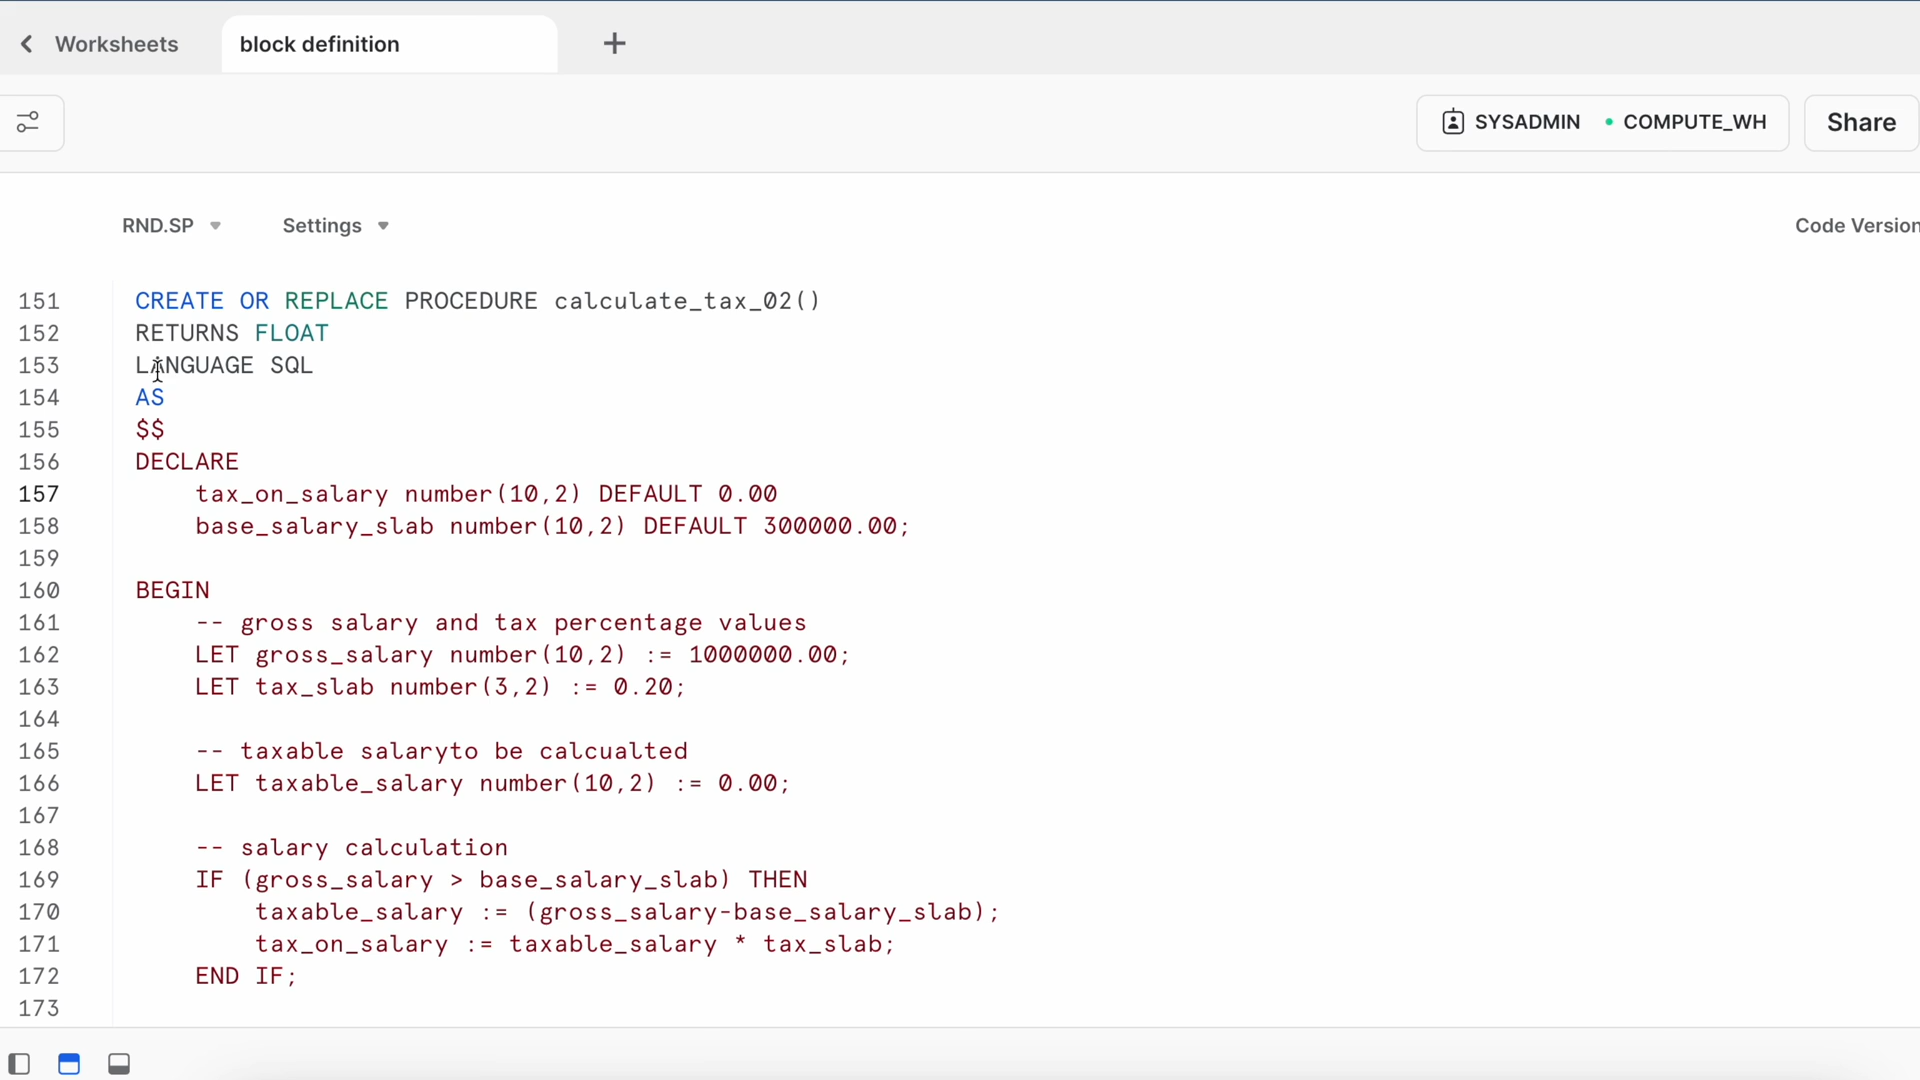 Worksheets
block definition
SYSADMIN COMPUTE_WH
Share
RND.SP
Settings
Code Version
151 CREATE OR REPLACE PROCEDURE calculate_tax_02()
152 RETURNS FLOAT
153 LANGUAGE SQL
154 AS
155 $$
156 DECLARE
157 tax_on_salary number(10,2) DEFAULT 0.00
158 base_salary_slab number(10,2) DEFAULT 300000.00;
159
160 BEGIN
161 -- gross salary and tax percentage values
162 LET gross_salary number(10,2) := 1000000.00;
163 LET tax_slab number(3,2) := 0.20;
164
165 -- taxable salaryto be calcualted
166 LET taxable_salary number(10,2) := 0.00;
167
168 -- salary calculation
169 IF (gross_salary > base_salary_slab) THEN
170 taxable_salary := (gross_salary-base_salary_slab);
171 tax_on_salary := taxable_salary * tax_slab;
172 END IF;
173